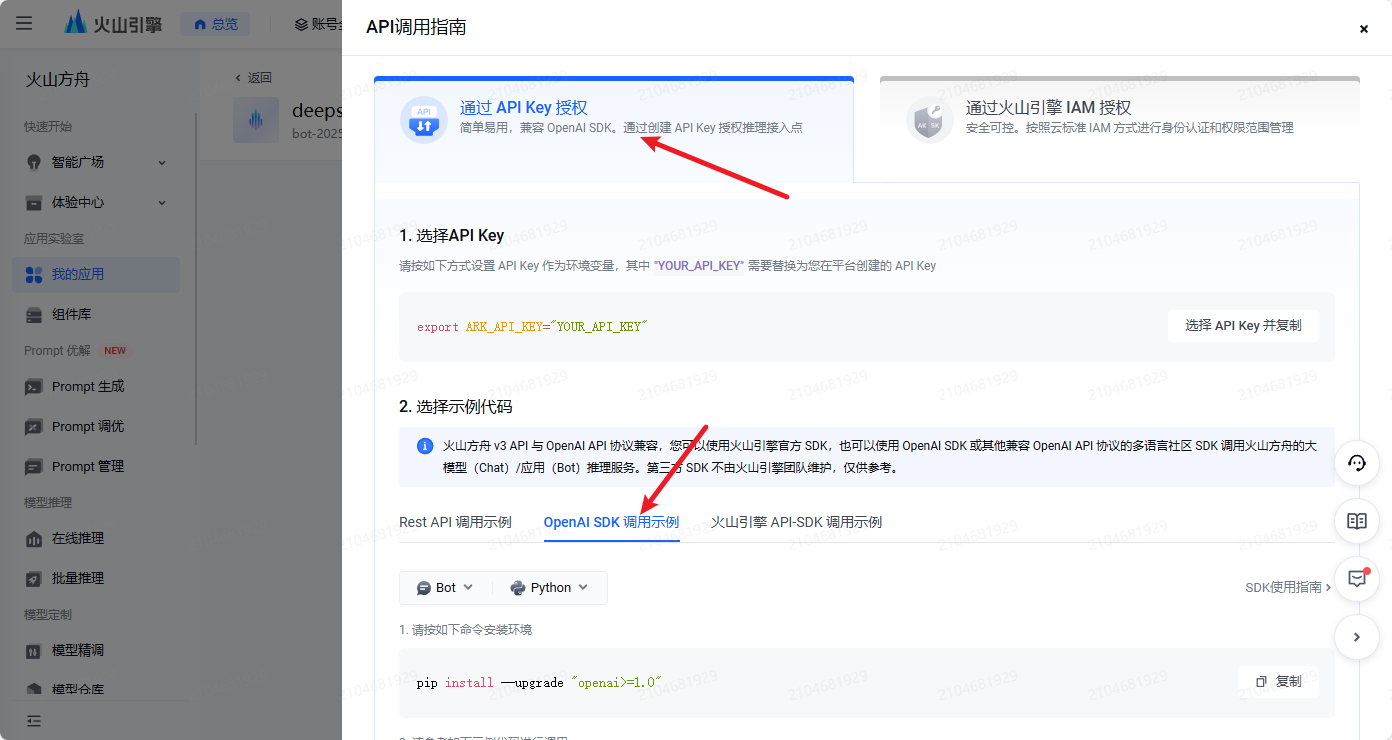 API调用指南
火山引擎
总览
账号全
火山方舟
快速开始
智能广场
体验中心
应用实验室
我的应用
组件库
Prompt 优解 NEW
Prompt 生成
Prompt 调优
Prompt 管理
模型推理
在线推理
批量推理
模型定制
模型精调
模型仓库
返回
deeps
bot-2025
通过 API Key 授权
简单易用，兼容 OpenAI SDK。通过创建 API Key 授权推理接入点
通过火山引擎 IAM 授权
安全可控。按照云标准 IAM 方式进行身份认证和权限范围管理
1. 选择API Key
请按如下方式设置 API Key 作为环境变量，其中 "YOUR_API_KEY" 需要替换为您在平台创建的 API Key
export ARK_API_KEY="YOUR_API_KEY"
选择 API Key 并复制
2. 选择示例代码
火山方舟 v3 API 与 OpenAI API 协议兼容，您可以使用火山引擎官方 SDK，也可以使用 OpenAI SDK 或其他兼容 OpenAI API 协议的多语言社区 SDK 调用火山方舟的大
模型（Chat）/应用（Bot）推理服务。第三方 SDK 不由火山引擎团队维护，仅供参考。
Rest API 调用示例
OpenAI SDK 调用示例
火山引擎 API-SDK 调用示例
Bot
Python
SDK使用指南
1. 请按如下命令安装环境
pip install --upgrade "openai>=1.0"
复制
2. 请参考如下示例代码进行调用
2104681929